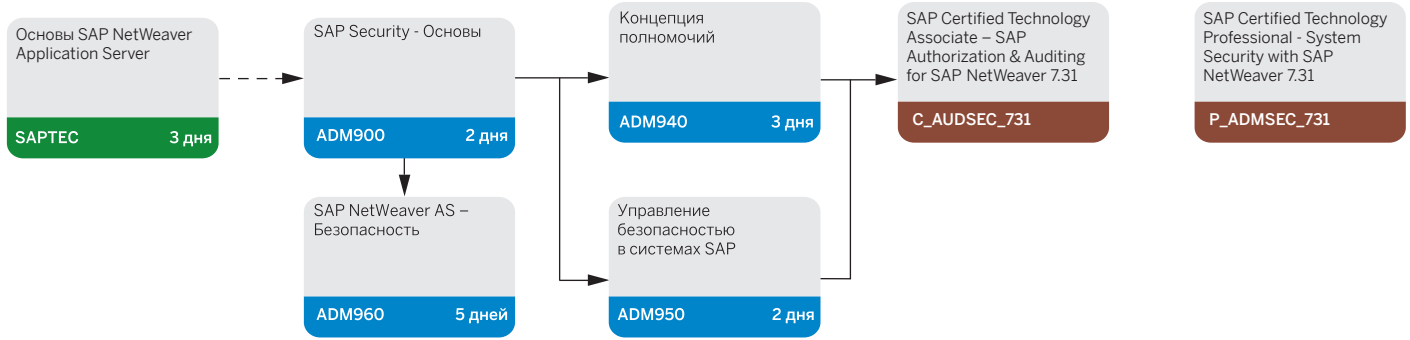 Основы SAP NetWeaver
Application Server
SAPTEC 3 дня
SAP Security - Основы
ADM900 2 дня
SAP NetWeaver AS –
Безопасность
ADM960 5 дней
Концепция
полномочий
ADM940 3 дня
Управление
безопасностью
в системах SAP
ADM950 2 дня
SAP Certified Technology
Associate – SAP
Authorization & Auditing
for SAP NetWeaver 7.31
C_AUDSEC_731
SAP Certified Technology
Professional - System
Security with SAP
NetWeaver 7.31
P_ADMSEC_731